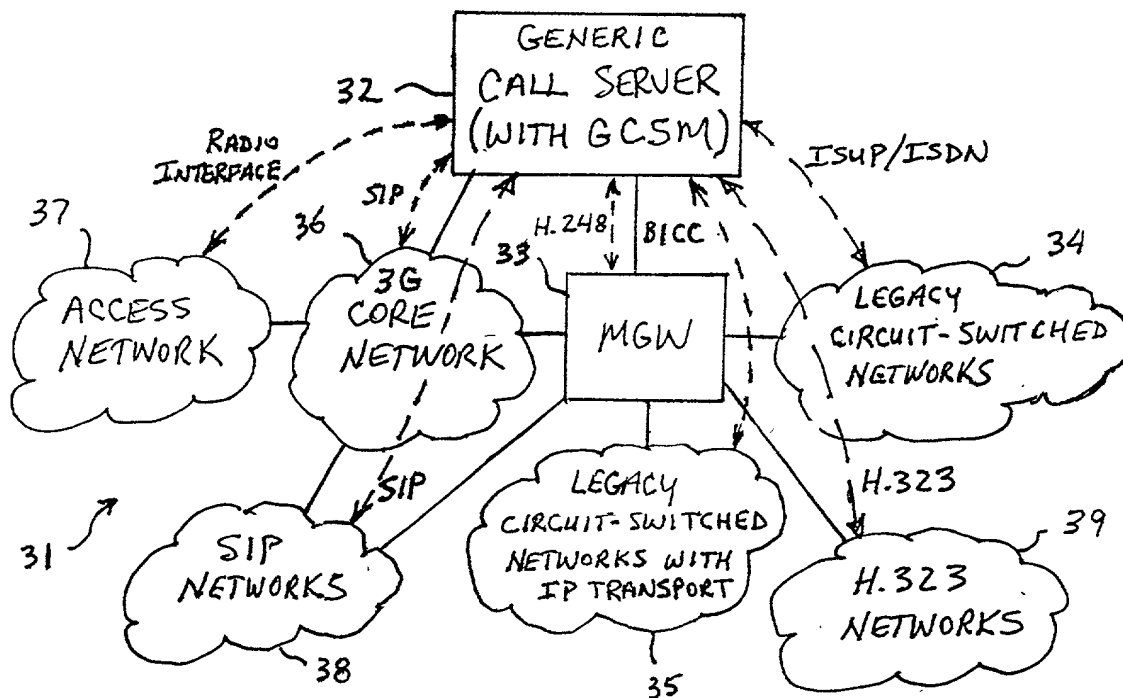 GENERIC
CALL SERVER
(WITH GCSM)
32
RADIO
INTERFACE
SIP
H.248
BICC
ISUP/ISDN
37
36
33
34
ACCESS
NETWORK
3G
CORE
NETWORK
MGW
LEGACY
CIRCUIT-SWITCHED
NETWORKS
31
SIP
H.323
SIP
NETWORKS
38
LEGACY
CIRCUIT-SWITCHED
NETWORKS WITH
IP TRANSPORT
35
39
H.323
NETWORKS